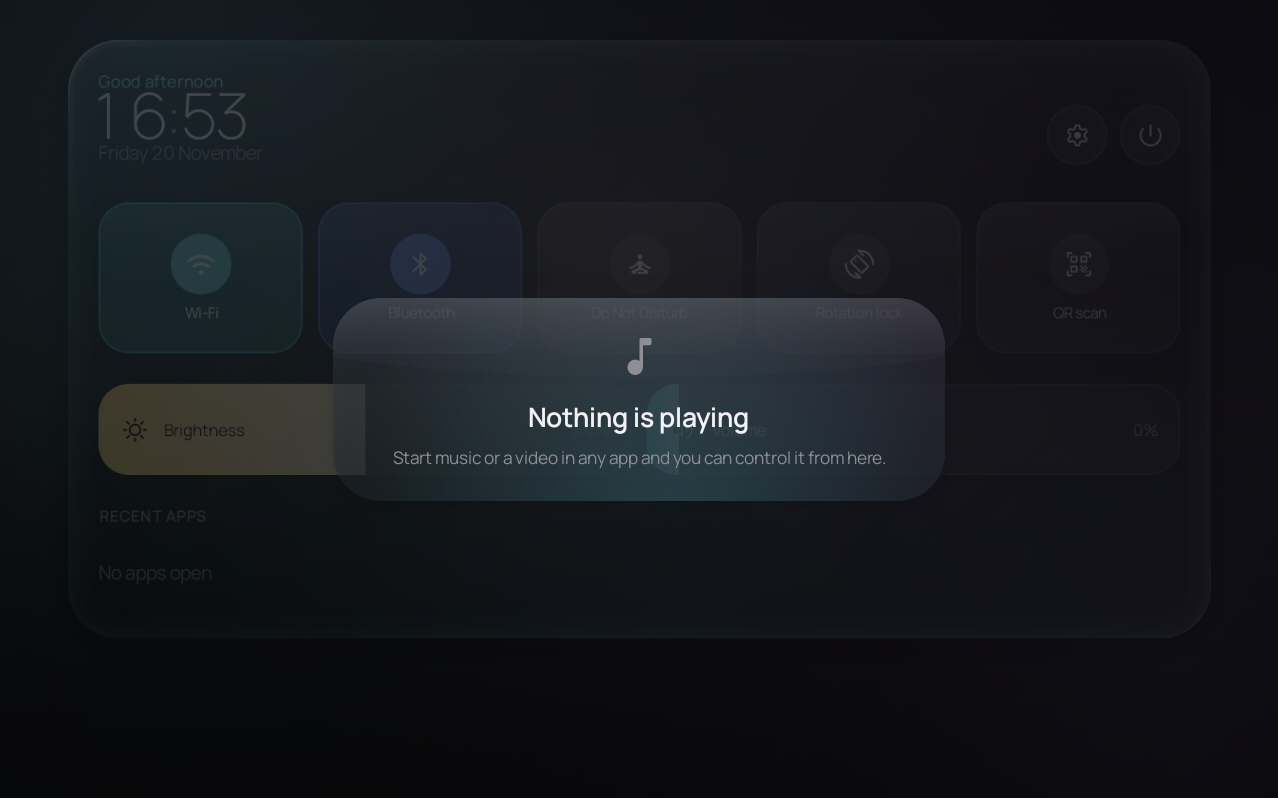 Good afternoon
16:53
Friday 20 November
Wi-Fi
Bluetooth
Do Not Disturb
Rotation lock
QR scan
Nothing is playing
Brightness
Volume
0%
Start music or a video in any app and you can control it from here.
RECENT APPS
No apps open